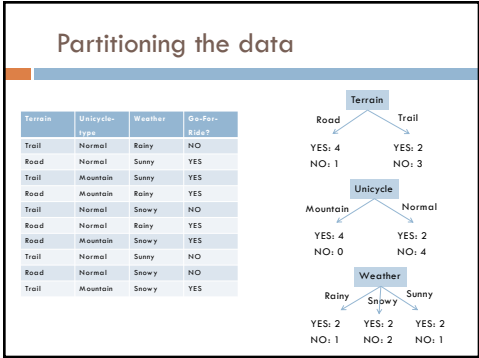 Partitioning the data
Terrain Unicycle-type Weather Go-For-Ride?
Trail Normal Rainy NO
Road Normal Sunny YES
Trail Mountain Sunny YES
Road Mountain Rainy YES
Trail Normal Snowy NO
Road Normal Rainy YES
Road Mountain Snowy YES
Trail Normal Sunny NO
Road Normal Snowy NO
Trail Mountain Snowy YES
Terrain
Road Trail
YES: 4 YES: 2
NO: 1 NO: 3
Unicycle
Mountain Normal
YES: 4 YES: 2
NO: 0 NO: 4
Weather
Rainy Snowy Sunny
YES: 2 YES: 2 YES: 2
NO: 1 NO: 2 NO: 1